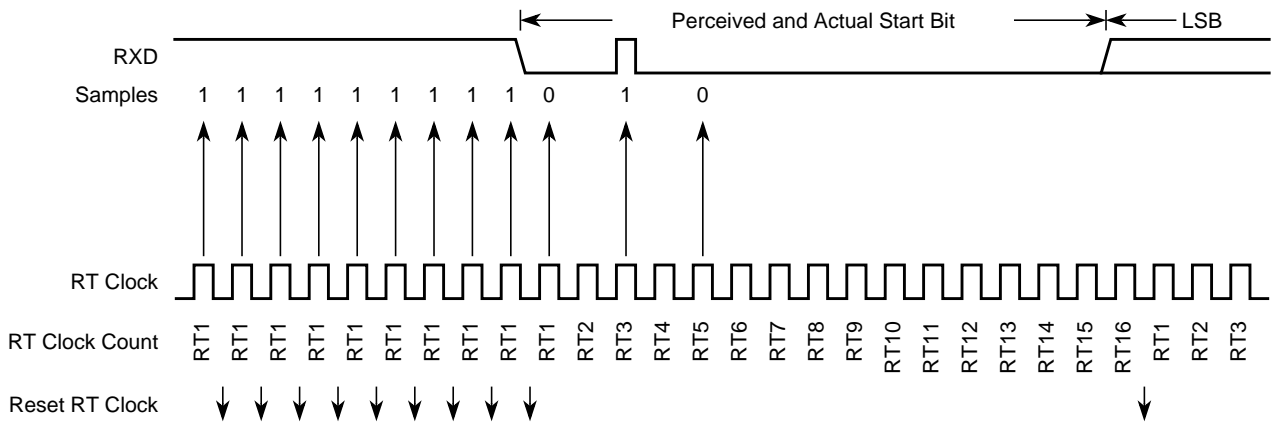 Perceived and Actual Start Bit LSB
RXD
Samples 1 1 1 1 1 1 1 1 1 0 1 0
RT Clock
RT Clock Count RT1 RT1 RT1 RT1 RT1 RT1 RT1 RT1 RT1 RT1 RT2 RT3 RT4 RT5 RT6 RT7 RT8 RT9 RT10 RT11 RT12 RT13 RT14 RT15 RT16 RT1 RT2 RT3
Reset RT Clock